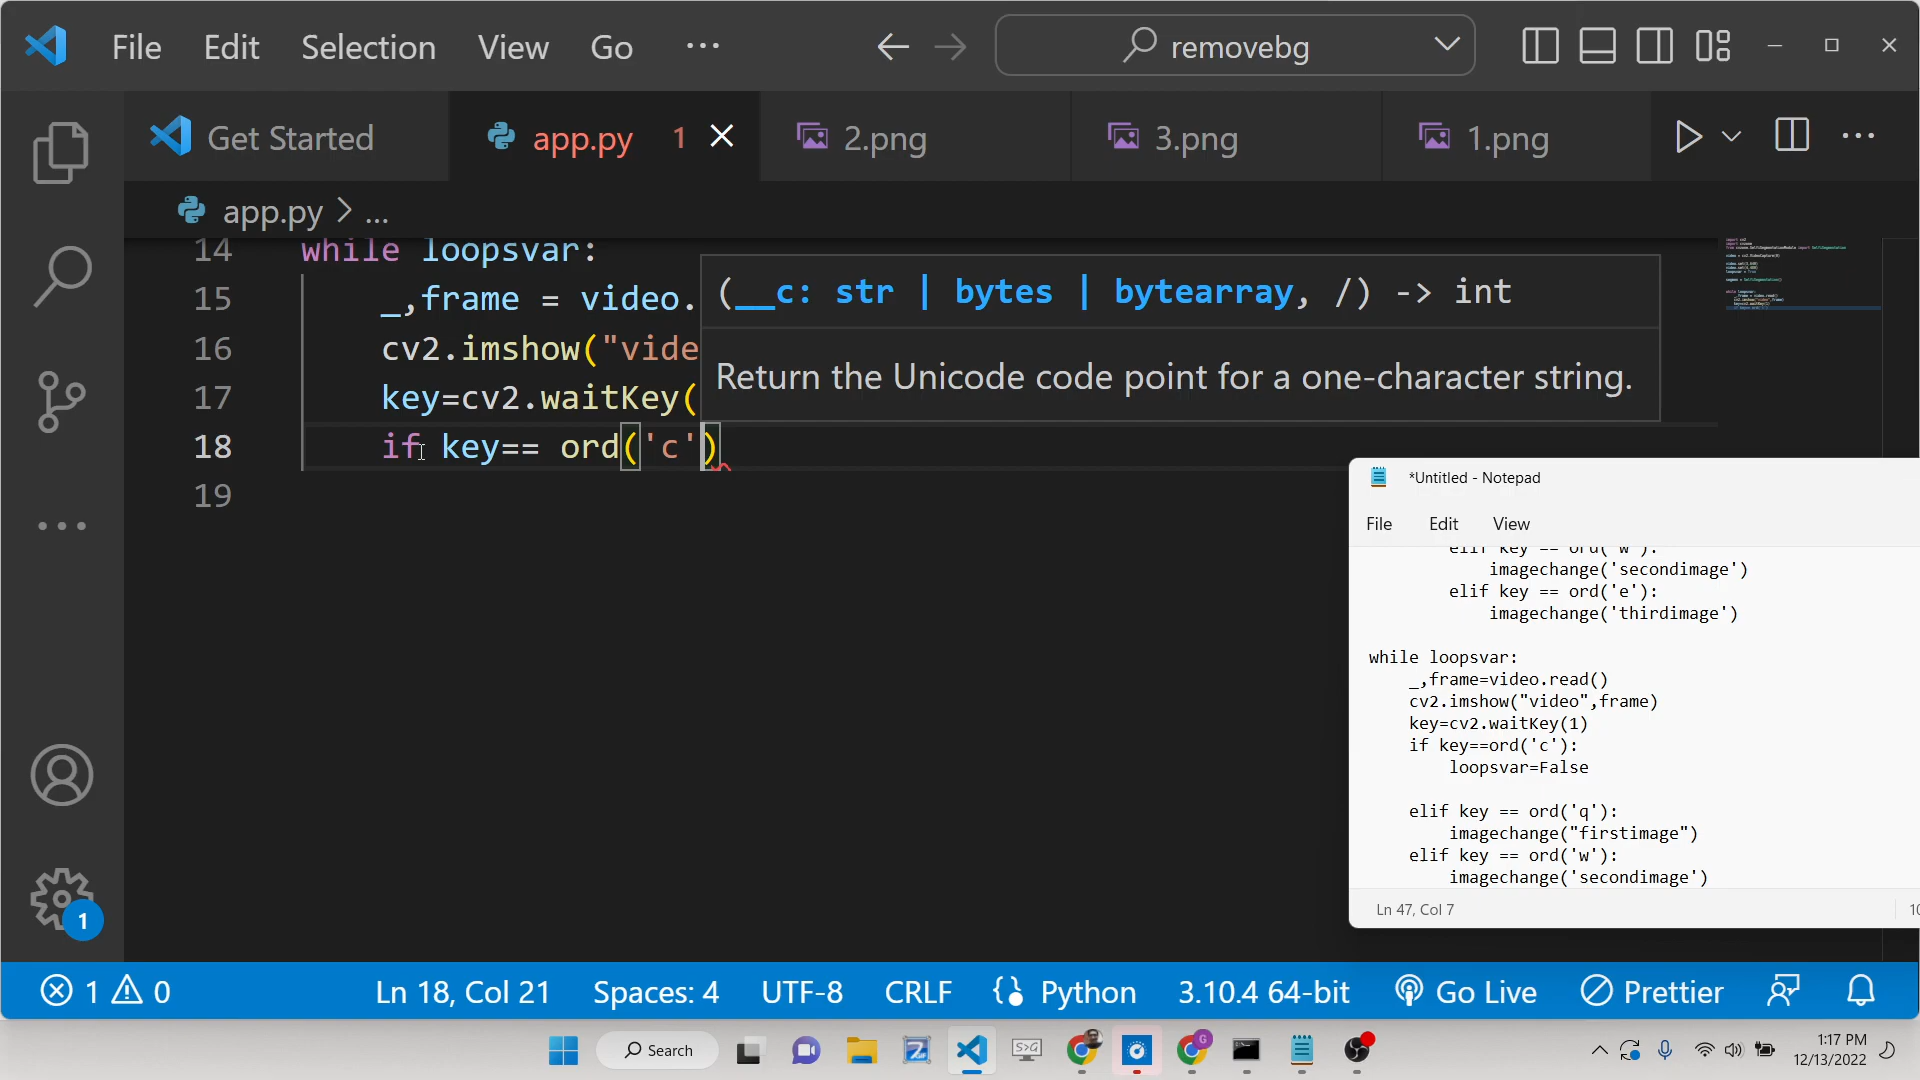 File Edit Selection View Go ... removebg
Get Started app.py 1 2.png 3.png 1.png
app.py > ...
14 while loopsvar:
(__c: str | bytes | bytearray, /) -> int
15 _,frame = video.
16 cv2.imshow("vide
Return the Unicode code point for a one-character string.
17 key=cv2.waitKey(
18 if key== ord('c')
19
*Untitled - Notepad
File Edit View
elif key == ord('w'):
imagechange('secondimage')
elif key == ord('e'):
imagechange('thirdimage')
while loopsvar:
_,frame=video.read()
cv2.imshow("video",frame)
key=cv2.waitKey(1)
if key==ord('c'):
loopsvar=False
elif key == ord('q'):
imagechange("firstimage")
elif key == ord('w'):
imagechange('secondimage')
Ln 47, Col 7 10
1
1 0 Ln 18, Col 21 Spaces: 4 UTF-8 CRLF Python 3.10.4 64-bit Go Live Prettier
Search
1:17 PM
12/13/2022